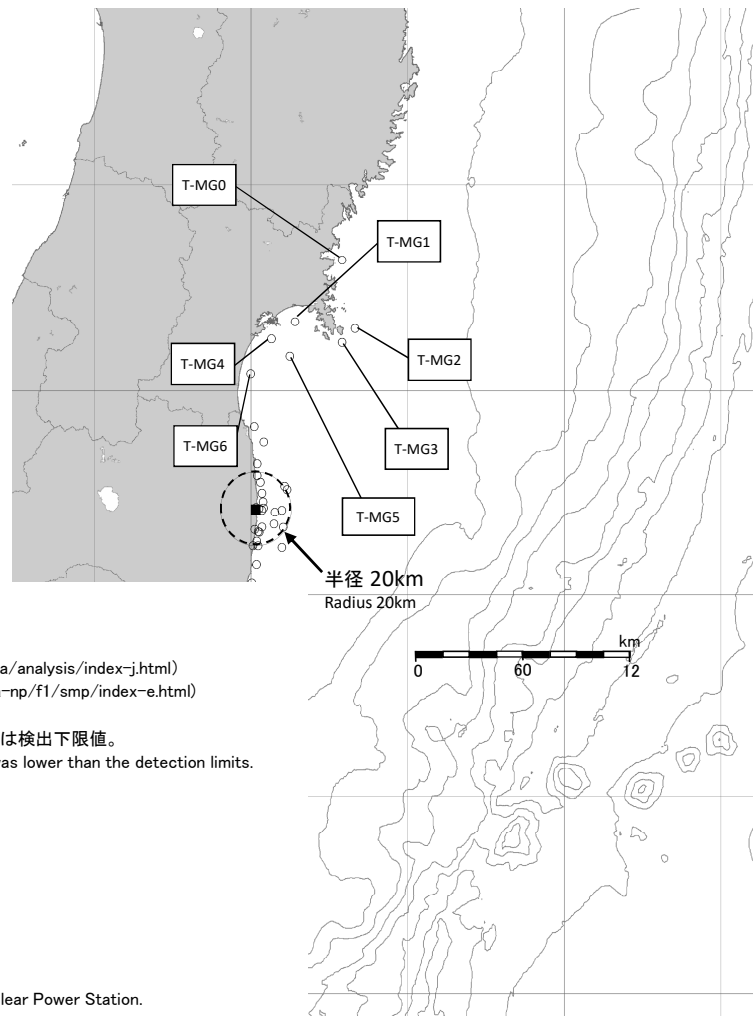 T-MG0
T-MG1
T-MG4
T-MG2
T-MG6
T-MG3
T-MG5
半径 20km
Radius 20km
km
0 60 12
a/analysis/index-j.html)
-np/f1/smp/index-e.html)
は検出下限値。
as lower than the detection limits.
lear Power Station.